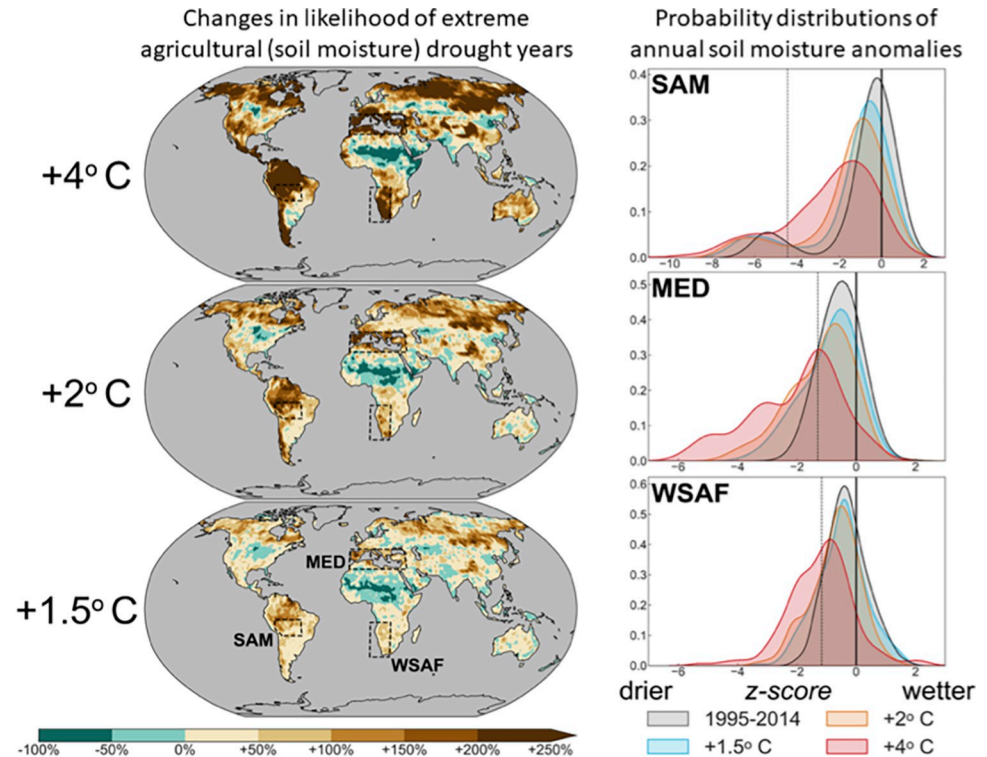 Changes in likelihood of extreme
agricultural (soil moisture) drought years
+4° C
+2° C
+1.5° C
MED
SAM
WSAF
-100% -50% 0% +50% +100% +150% +200% +250%
Probability distributions of
annual soil moisture anomalies
SAM
0.4
0.3
0.2
0.1
0.0
-10 -8 -6 -4 -2 0 2
MED
0.5
0.4
0.3
0.2
0.1
0.0
-6 -4 -2 0 2
WSAF
0.6
0.5
0.4
0.3
0.2
0.1
0.0
-6 -4 -2 0 2
drier z-score wetter
1995-2014 +2° C
+1.5° C +4° C